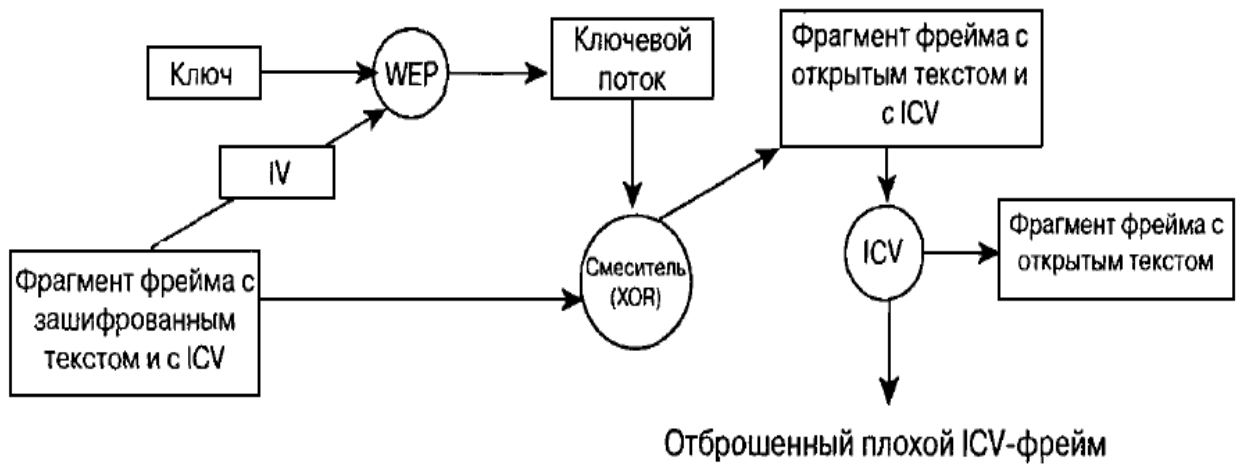 Ключ
WEP
Ключевой
поток
Фрагмент фрейма с
открытым текстом и
с ICV
IV
Фрагмент фрейма с
зашифрованным
текстом и с ICV
Смеситель
(XOR)
ICV
Фрагмент фрейма с
открытым текстом
Отброшенный плохой ICV-фрейм